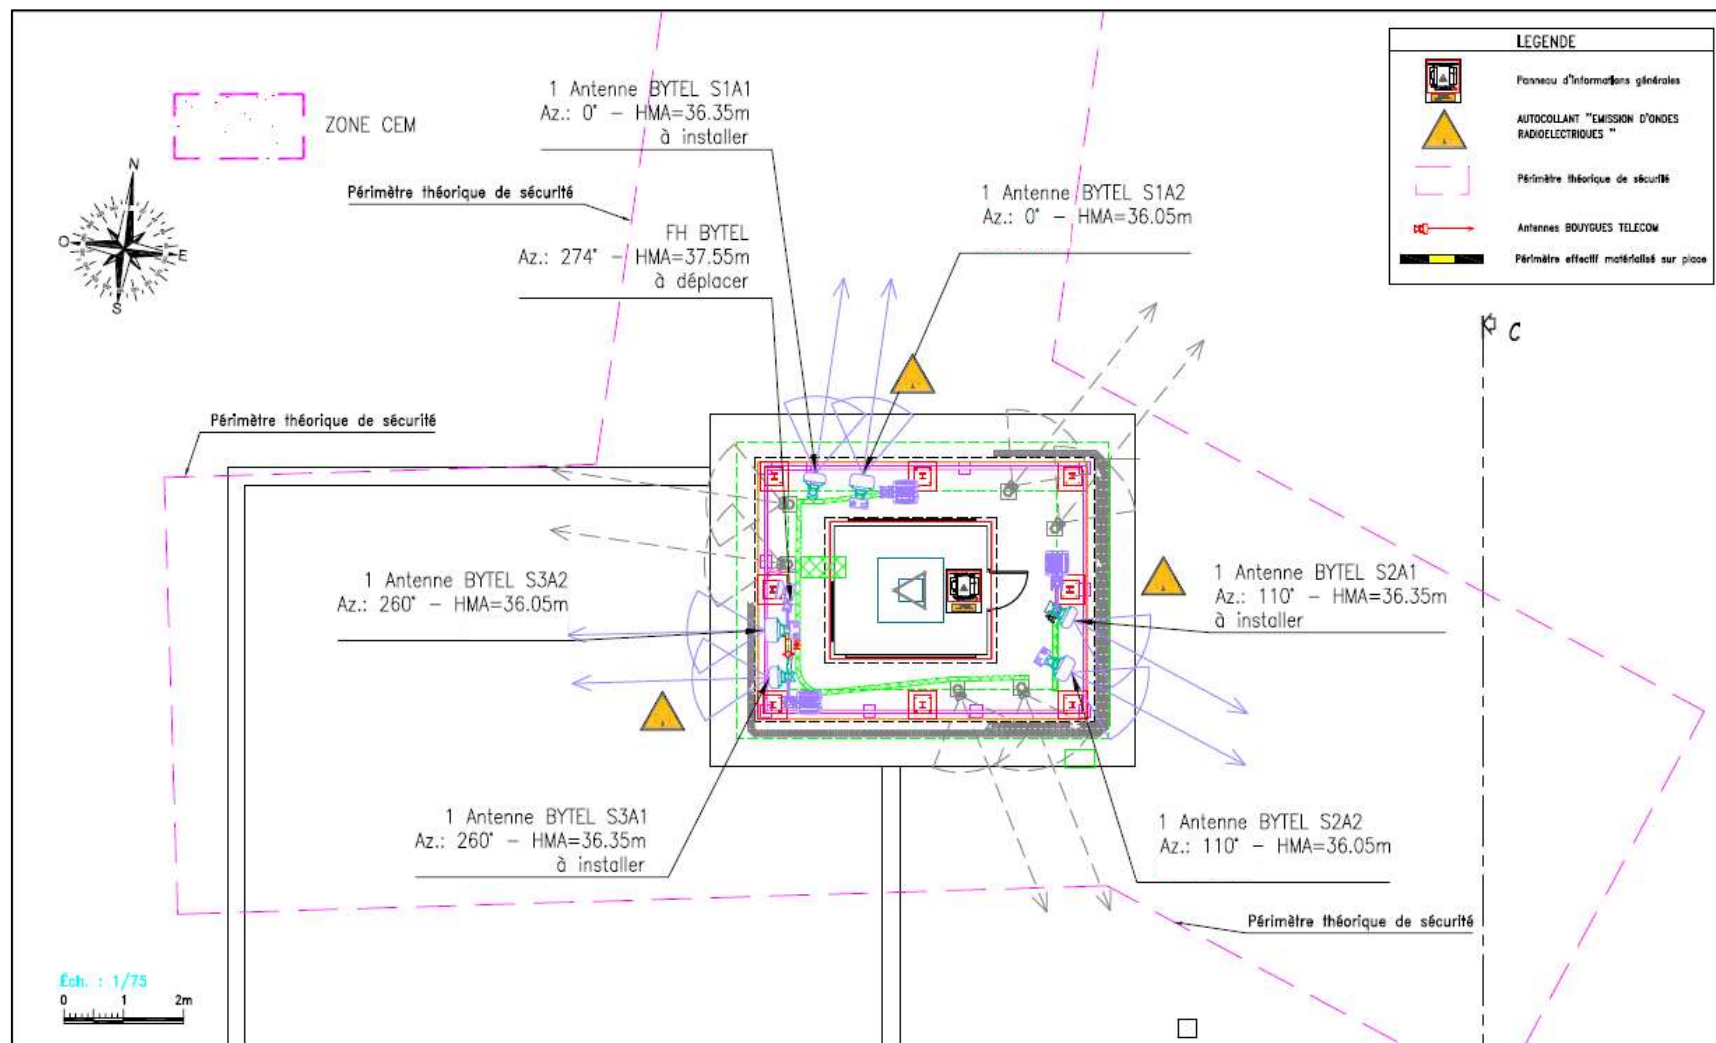 LEGENDE
Panneau d'informations générales
AUTOCOLLANT "EMISSION D'ONDES
RADIOELECTRIQUES "
Périmètre théorique de sécurité
Antennes BOUYGUES TELECOM
Périmètre effectif matérialisé sur place
ZONE CEM
N
O
E
S
1 Antenne BYTEL S1A1
Az.: 0° – HMA=36.35m
à installer
Périmètre théorique de sécurité
FH BYTEL
Az.: 274° – HMA=37.55m
à déplacer
1 Antenne BYTEL S1A2
Az.: 0° – HMA=36.05m
C
Périmètre théorique de sécurité
1 Antenne BYTEL S3A2
Az.: 260° – HMA=36.05m
1 Antenne BYTEL S2A1
Az.: 110° – HMA=36.35m
à installer
1 Antenne BYTEL S3A1
Az.: 260° – HMA=36.35m
à installer
1 Antenne BYTEL S2A2
Az.: 110° – HMA=36.05m
Périmètre théorique de sécurité
Éch. : 1/75
0 1 2m